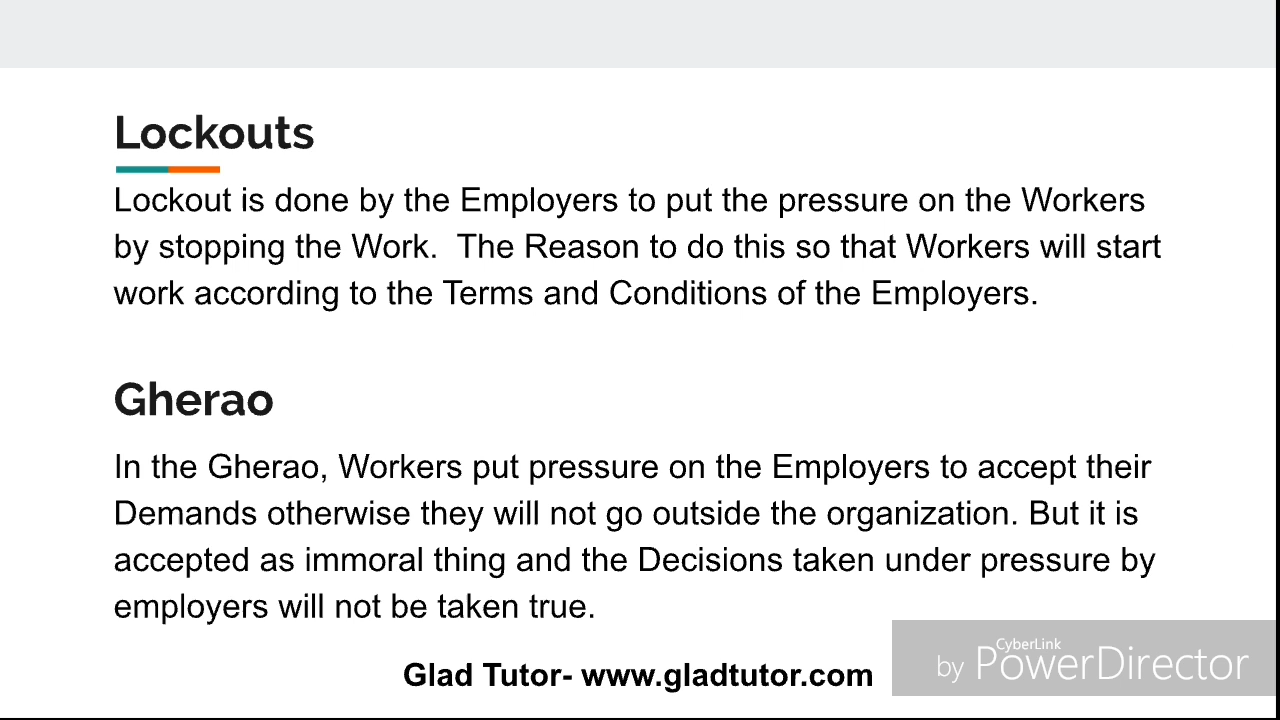 Lockouts
Lockout is done by the Employers to put the pressure on the Workers
by stopping the Work.  The Reason to do this so that Workers will start
work according to the Terms and Conditions of the Employers.
Gherao
In the Gherao, Workers put pressure on the Employers to accept their
Demands otherwise they will not go outside the organization. But it is
accepted as immoral thing and the Decisions taken under pressure by
employers will not be taken true.
Glad Tutor- www.gladtutor.com
CyberLink
by PowerDirector